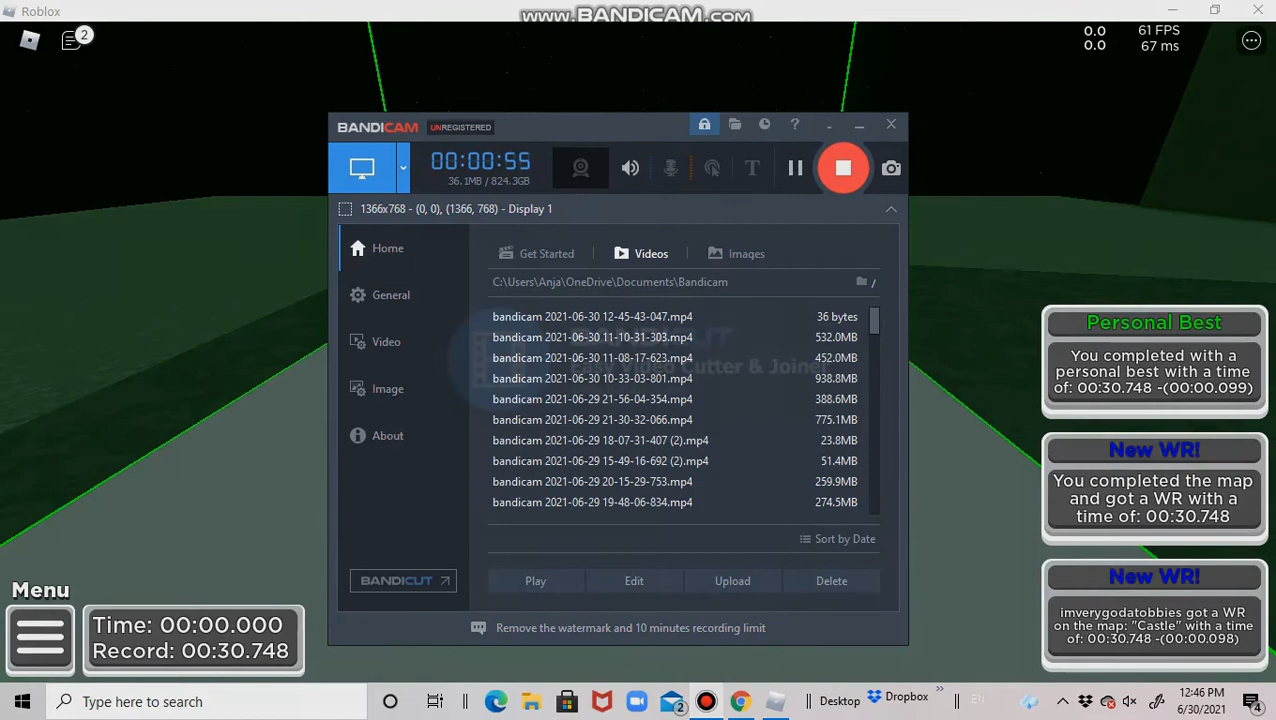 Roblox
www.BANDICAM.com
2
0.0
0.0
61 FPS
67 ms
BANDICAM UNREGISTERED
00:00:55
36.1MB / 824.3GB
1366x768 - (0, 0), (1366, 768) - Display 1
Home
General
Video
Image
About
BANDICUT
Get Started
Videos
Images
C:\Users\Anja\OneDrive\Documents\Bandicam
bandicam 2021-06-30 12-45-43-047.mp4 36 bytes
bandicam 2021-06-30 11-10-31-303.mp4 532.0MB
bandicam 2021-06-30 11-08-17-623.mp4 452.0MB
bandicam 2021-06-30 10-33-03-801.mp4 938.8MB
bandicam 2021-06-29 21-56-04-354.mp4 388.6MB
bandicam 2021-06-29 21-30-32-066.mp4 775.1MB
bandicam 2021-06-29 18-07-31-407 (2).mp4 23.8MB
bandicam 2021-06-29 15-49-16-692 (2).mp4 51.4MB
bandicam 2021-06-29 20-15-29-753.mp4 259.9MB
bandicam 2021-06-29 19-48-06-834.mp4 274.5MB
BANDICUT
Easy Video Cutter & Joiner
Sort by Date
Play Edit Upload Delete
Remove the watermark and 10 minutes recording limit
Personal Best
You completed with a
personal best with a time
of: 00:30.748 -(00:00.099)
New WR!
You completed the map
and got a WR with a
time of: 00:30.748
New WR!
imverygodatobbies got a WR
on the map: "Castle" with a time
of: 00:30.748 -(00:00.098)
Menu
Time: 00:00.000
Record: 00:30.748
Type here to search
2
Desktop
Dropbox
EN
12:46 PM
6/30/2021
4